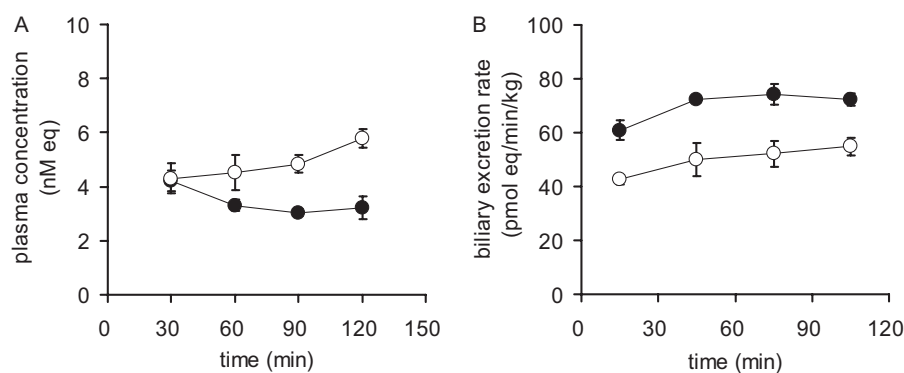 A
plasma concentration
(nM eq)
10
8
6
4
2
0
0 30 60 90 120 150
time (min)
B
biliary excretion rate
(pmol eq/min/kg)
100
80
60
40
20
0
0 30 60 90 120
time (min)